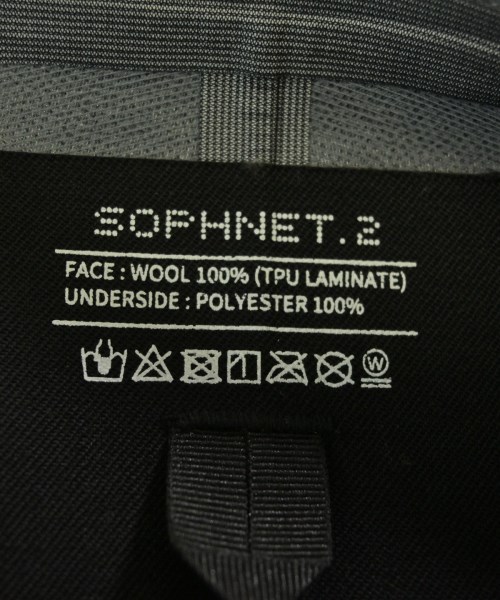 SOPHNET.2
FACE : WOOL 100% (TPU LAMINATE)
UNDERSIDE : POLYESTER 100%
W